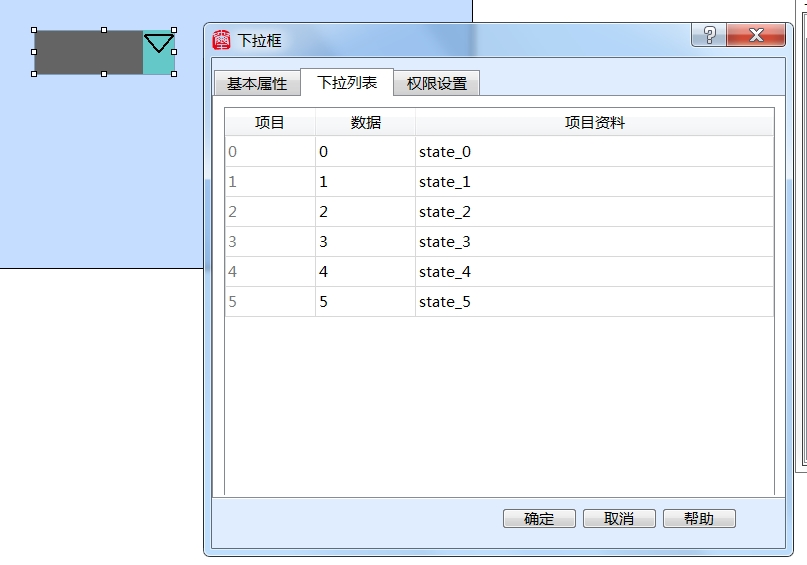 下拉框
基本属性 下拉列表 权限设置
项目 数据 项目资料
0 0 state_0
1 1 state_1
2 2 state_2
3 3 state_3
4 4 state_4
5 5 state_5
确定 取消 帮助